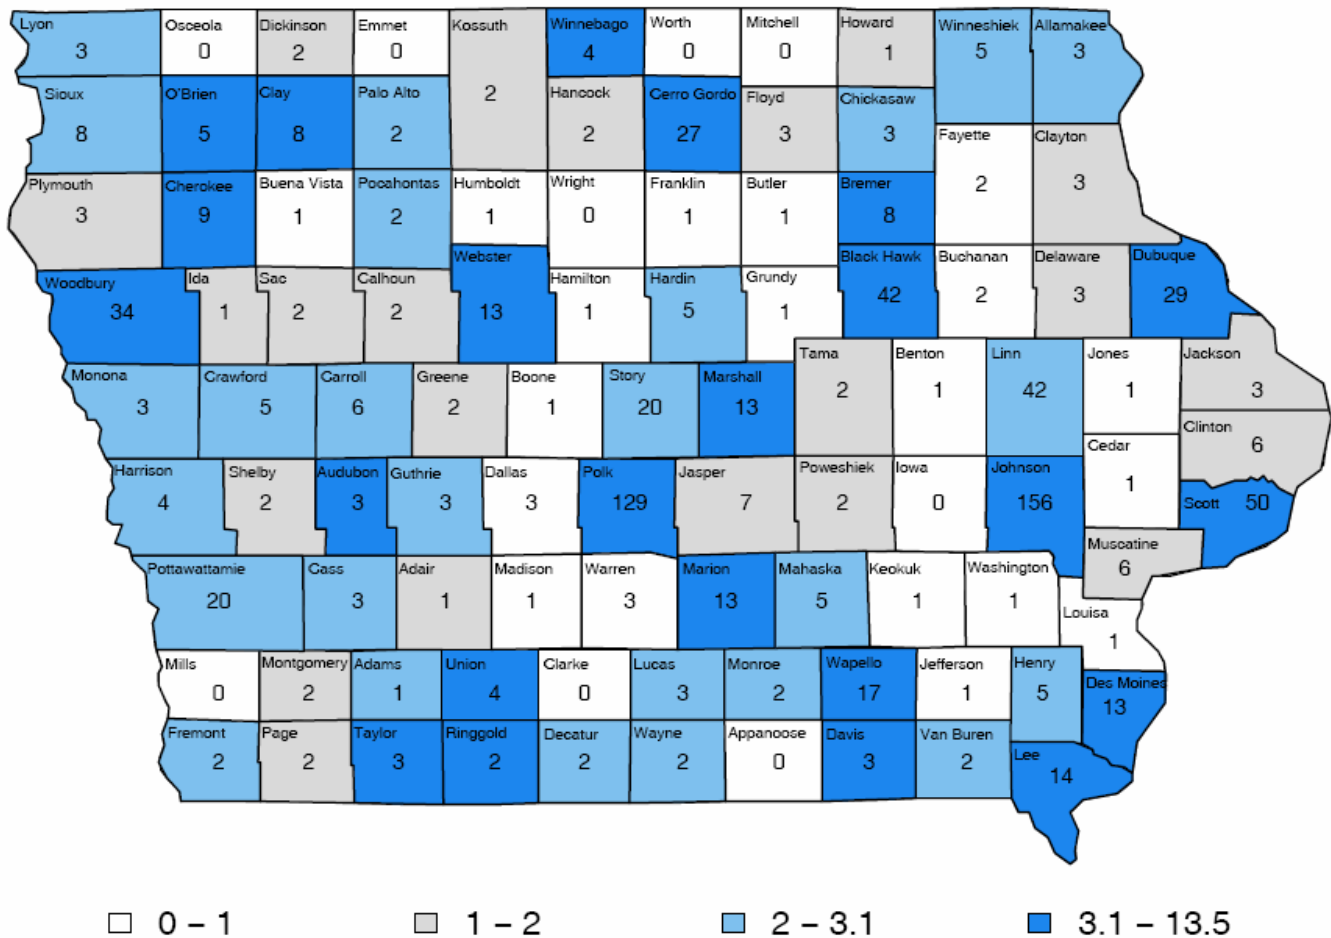 Lyon Osceola Dickinson Emmet Kossuth Winnebago Worth Mitchell Howard Winneshiek Allamakee
3 0 2 0 2 4 0 0 1 5 3
Sioux O'Brien Clay Palo Alto Hancock Cerro Gordo Floyd Chickasaw
8 5 8 2 2 27 3 3
Fayette Clayton
2 3
Plymouth Cherokee Buena Vista Pocahontas Humboldt Wright Franklin Butler Bremer
3 9 1 2 1 0 1 1 8
Woodbury Ida Sac Calhoun Webster Hamilton Hardin Grundy Black Hawk Buchanan Delaware Dubuque
34 1 2 2 13 1 5 1 42 2 3 29
Tama Benton Linn Jones Jackson
2 1 42 1 3
Monona Crawford Carroll Greene Boone Story Marshall
3 5 6 2 1 20 13
Clinton
6
Cedar
1
Harrison Shelby Audubon Guthrie Dallas Polk Jasper Poweshiek Iowa Johnson Scott
4 2 3 3 3 129 7 2 0 156 50
Muscatine
6
Pottawattamie Cass Adair Madison Warren Marion Mahaska Keokuk Washington
20 3 1 1 3 13 5 1 1
Louisa
1
Mills Montgomery Adams Union Clarke Lucas Monroe Wapello Jefferson Henry Des Moines
0 2 1 4 0 3 2 17 1 5 13
Fremont Page Taylor Ringgold Decatur Wayne Appanoose Davis Van Buren Lee
2 2 3 2 2 2 0 3 2 14
0 – 1 1 – 2 2 – 3.1 3.1 – 13.5